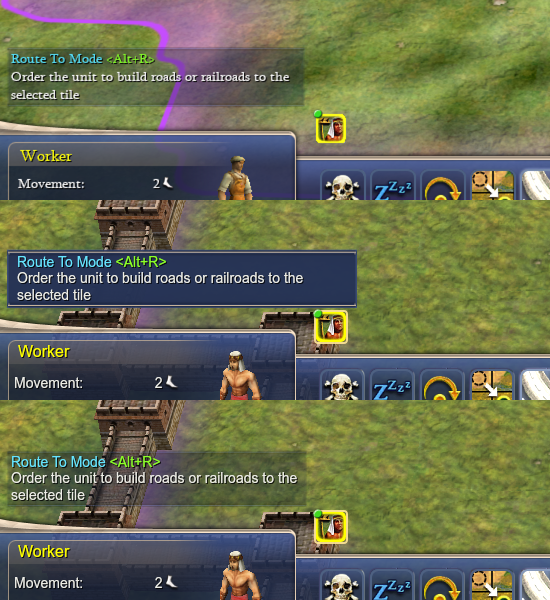 Route To Mode <Alt+R>
Order the unit to build roads or railroads to the
selected tile
Worker
Movement: 2
ZZzz
Route To Mode <Alt+R>
Order the unit to build roads or railroads to the
selected tile
Worker
Movement: 2
ZZzz
Route To Mode <Alt+R>
Order the unit to build roads or railroads to the
selected tile
Worker
Movement: 2
ZZzz